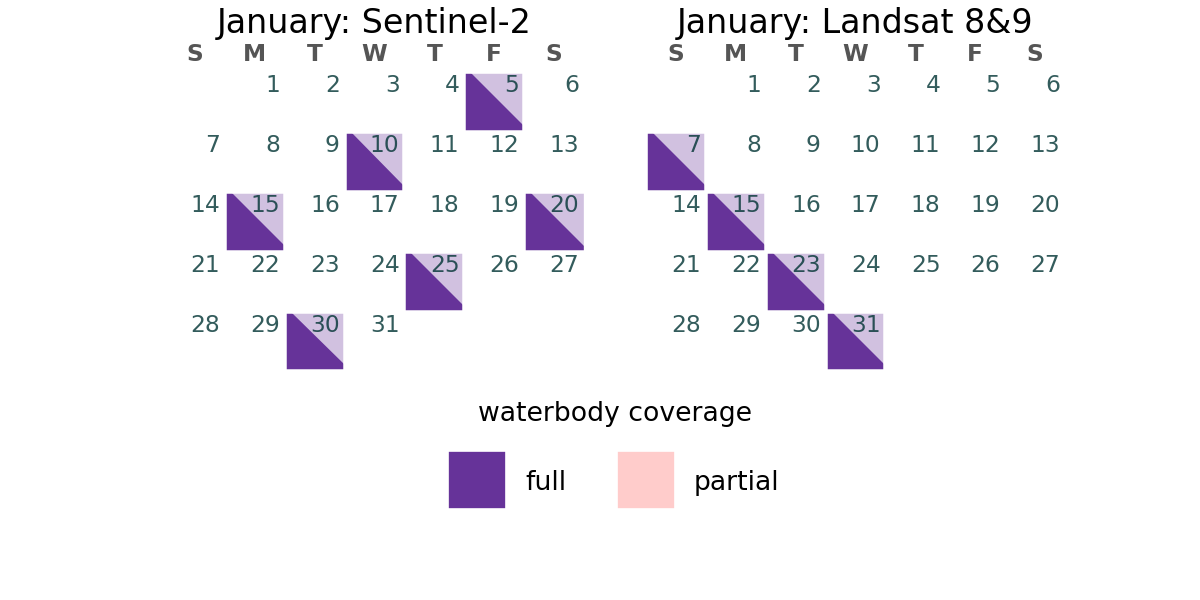 January: Sentinel-2
S M T W T F S
1 2 3 4 5 6
7 8 9 10 11 12 13
14 15 16 17 18 19 20
21 22 23 24 25 26 27
28 29 30 31
January: Landsat 8&9
S M T W T F S
1 2 3 4 5 6
7 8 9 10 11 12 13
14 15 16 17 18 19 20
21 22 23 24 25 26 27
28 29 30 31
waterbody coverage
full partial